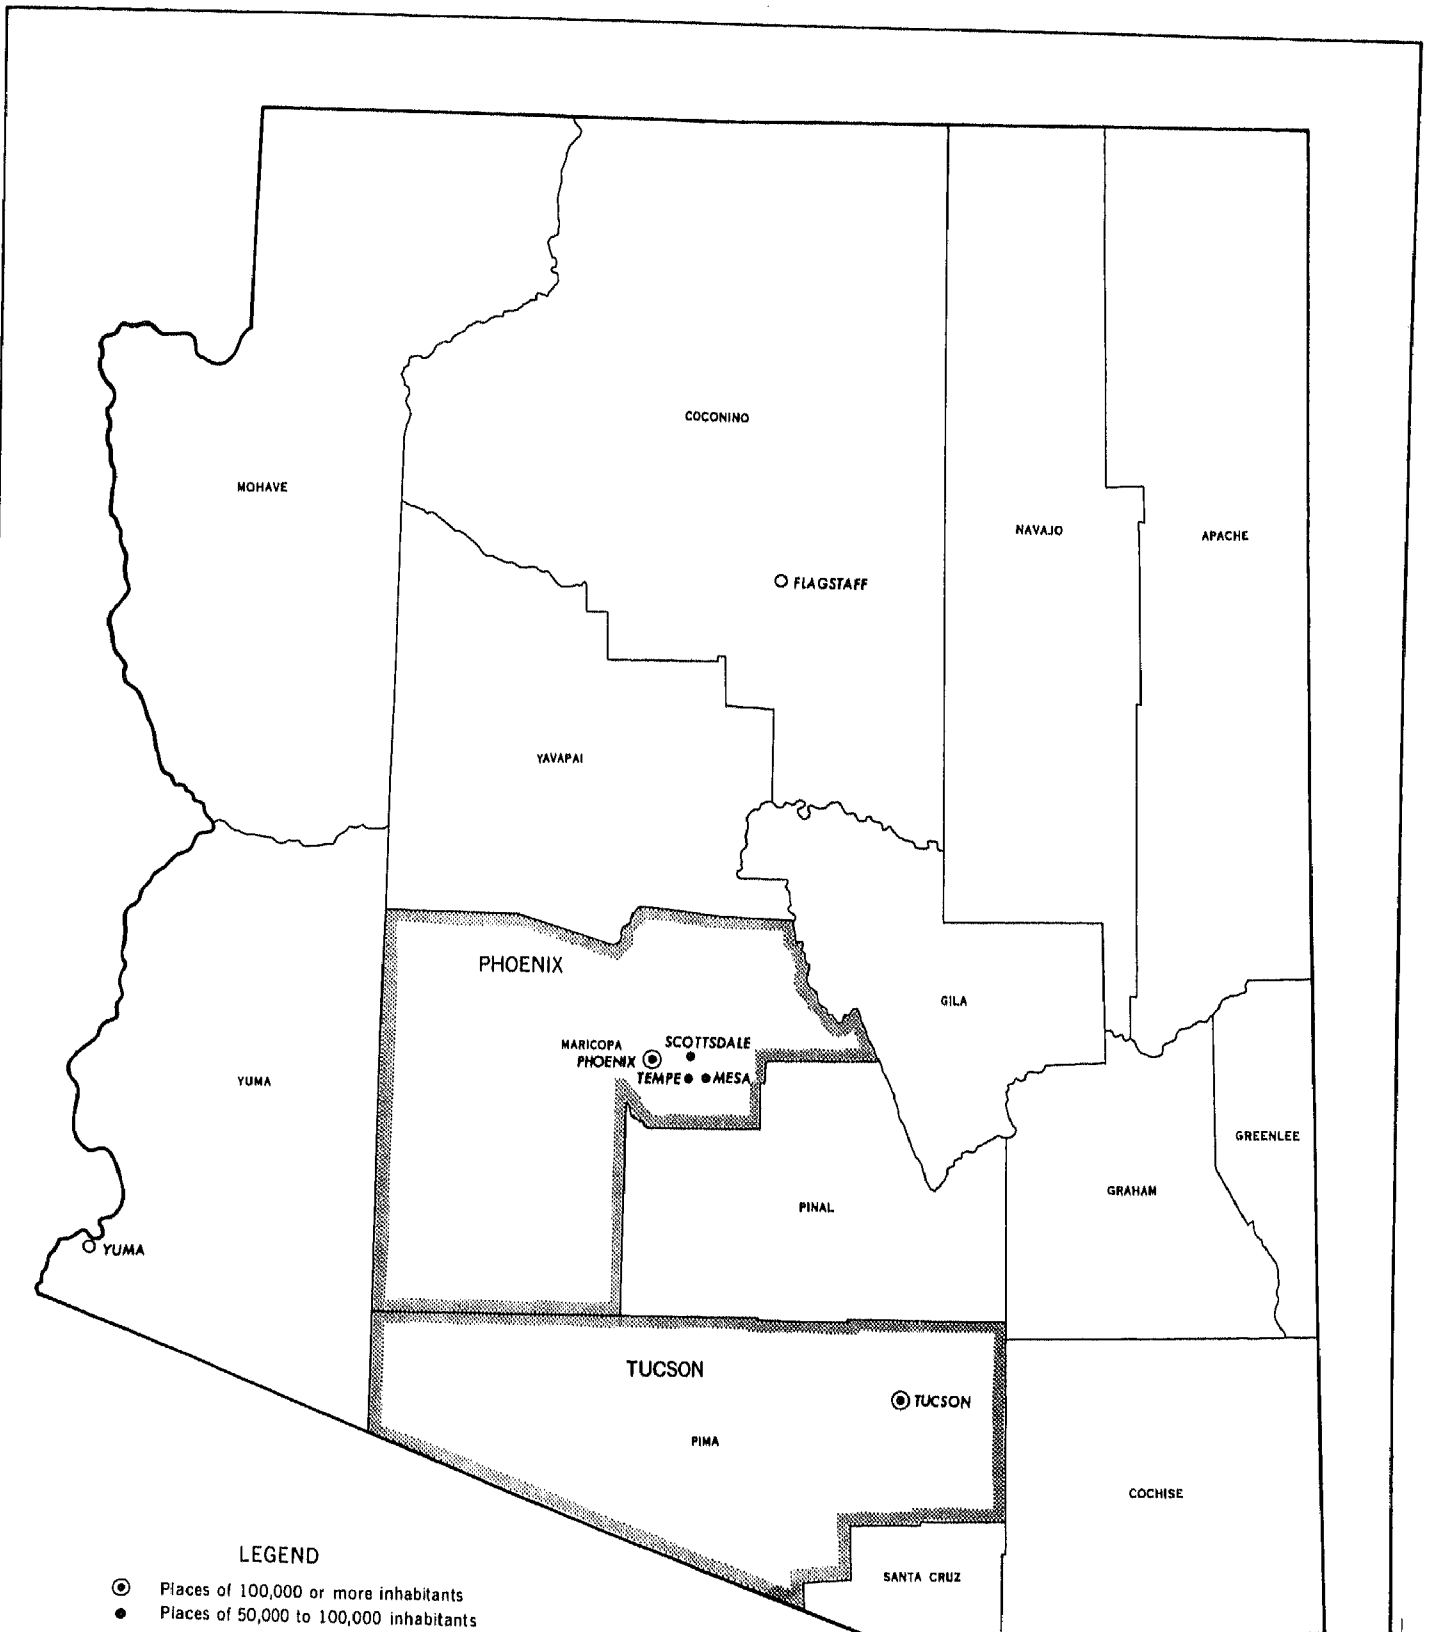 COCONINO
MOHAVE
NAVAJO
APACHE
FLAGSTAFF
YAVAPAI
PHOENIX
GILA
MARICOPA
SCOTTSDALE
PHOENIX
TEMPE
MESA
YUMA
GREENLEE
GRAHAM
PINAL
YUMA
TUCSON
TUCSON
PIMA
COCHISE
SANTA CRUZ
LEGEND
Places of 100,000 or more inhabitants
Places of 50,000 to 100,000 inhabitants